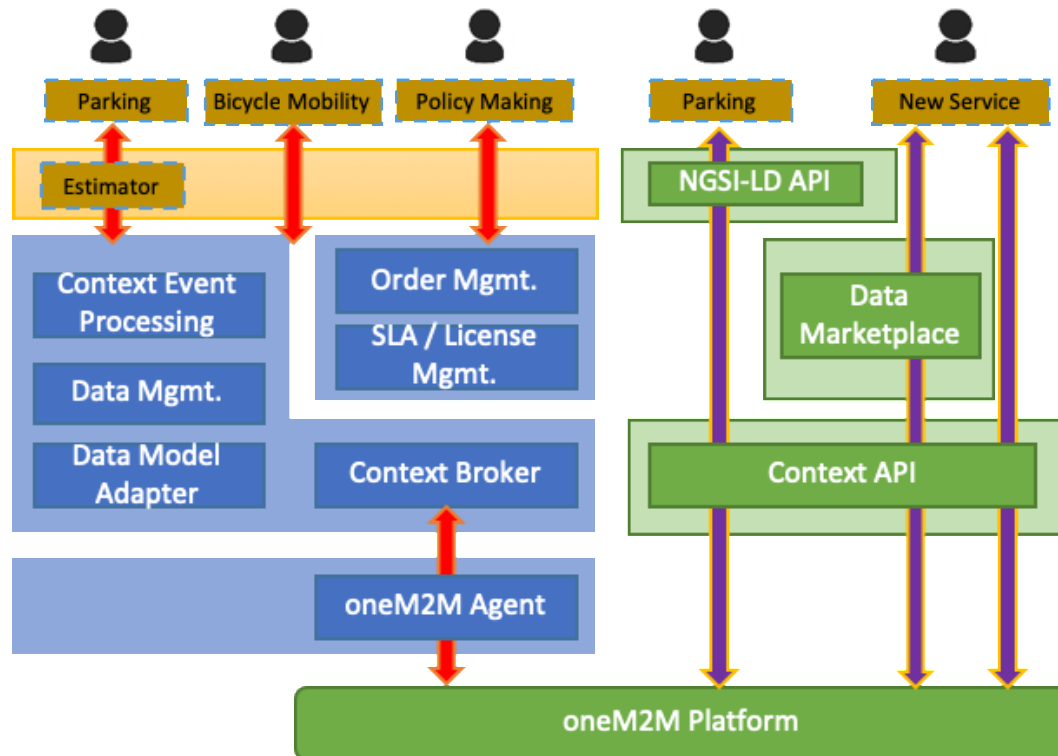 Parking
Bicycle Mobility
Policy Making
Parking
New Service
Estimator
NGSI-LD API
Context Event
Processing
Order Mgmt.
SLA / License
Mgmt.
Data
Marketplace
Data Mgmt.
Data Model
Adapter
Context Broker
Context API
oneM2M Agent
oneM2M Platform